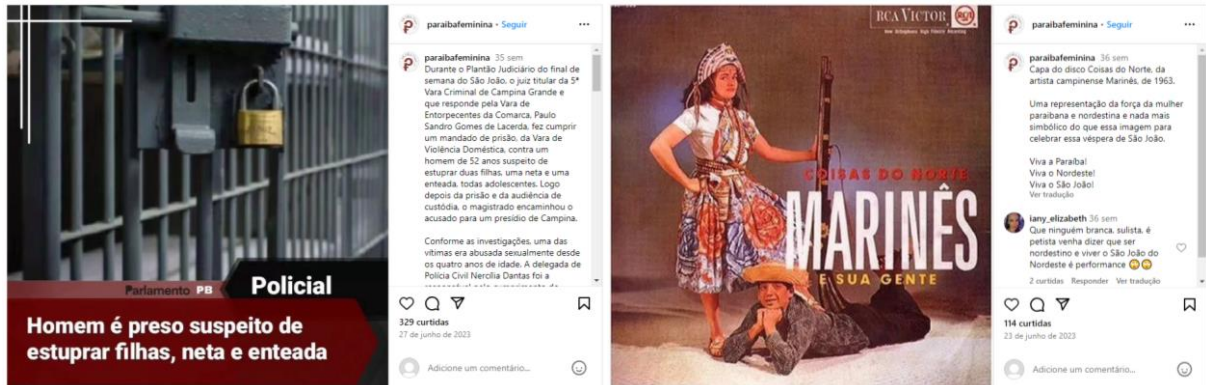 Parlamento PB
Policial
Homem é preso suspeito de
estuprar filhas, neta e enteada
paraibafeminina • Seguir
paraibafeminina 35 sem
Durante o Plantão Judiciário do final de
semana do São João, o juiz titular da 5ª
Vara Criminal de Campina Grande e
que responde pela Vara de
Entorpecentes da Comarca, Paulo
Sandro Gomes de Lacerda, fez cumprir
um mandado de prisão, da Vara de
Violência Doméstica, contra um
homem de 52 anos suspeito de
estuprar duas filhas, uma neta e uma
enteada, todas adolescentes. Logo
depois da prisão e da audiência de
custódia, o magistrado encaminhou o
acusado para um presídio de Campina.
Conforme as investigações, uma das
vítimas era abusada sexualmente desde
os quatro anos de idade. A delegada de
Polícia Civil Nercília Dantas foi a
329 curtidas
27 de junho de 2023
Adicione um comentário...
RCA VICTOR
COISAS DO NORTE
MARINÊS
E SUA GENTE
paraibafeminina • Seguir
paraibafeminina 36 sem
Capa do disco Coisas do Norte, da
artista campinense Marinês, de 1963.
Uma representação da força da mulher
paraibana e nordestina e nada mais
simbólico do que essa imagem para
celebrar essa véspera de São João.
Viva a Paraíba!
Viva o Nordeste!
Viva o São João!
Ver tradução
iany_elizabeth 36 sem
Que ninguém branca, sulista, é
petista venha dizer que ser
nordestino e viver o São João do
Nordeste é performance
2 curtidas Responder Ver tradução
114 curtidas
23 de junho de 2023
Adicione um comentário...